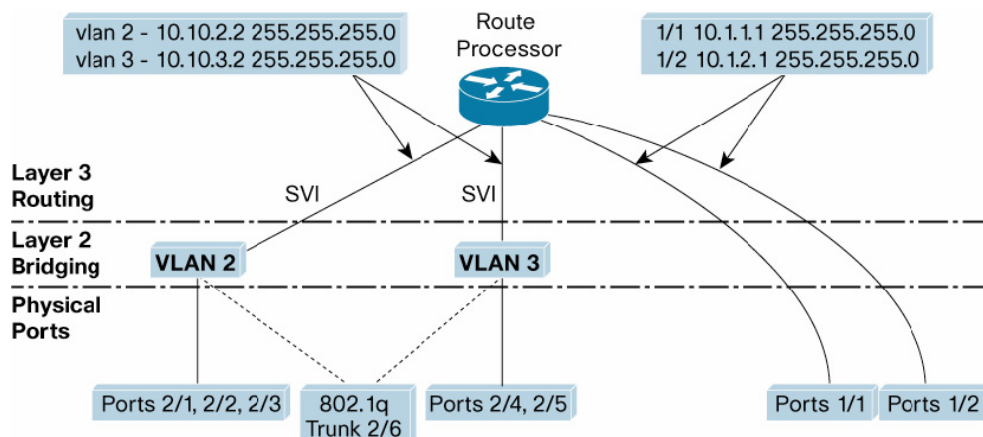 vlan 2 - 10.10.2.2 255.255.255.0
vlan 3 - 10.10.3.2 255.255.255.0
Route
Processor
1/1 10.1.1.1 255.255.255.0
1/2 10.1.2.1 255.255.255.0
Layer 3
Routing
SVI
SVI
Layer 2
Bridging
VLAN 2
VLAN 3
Physical
Ports
Ports 2/1, 2/2, 2/3
802.1q
Trunk 2/6
Ports 2/4, 2/5
Ports 1/1
Ports 1/2